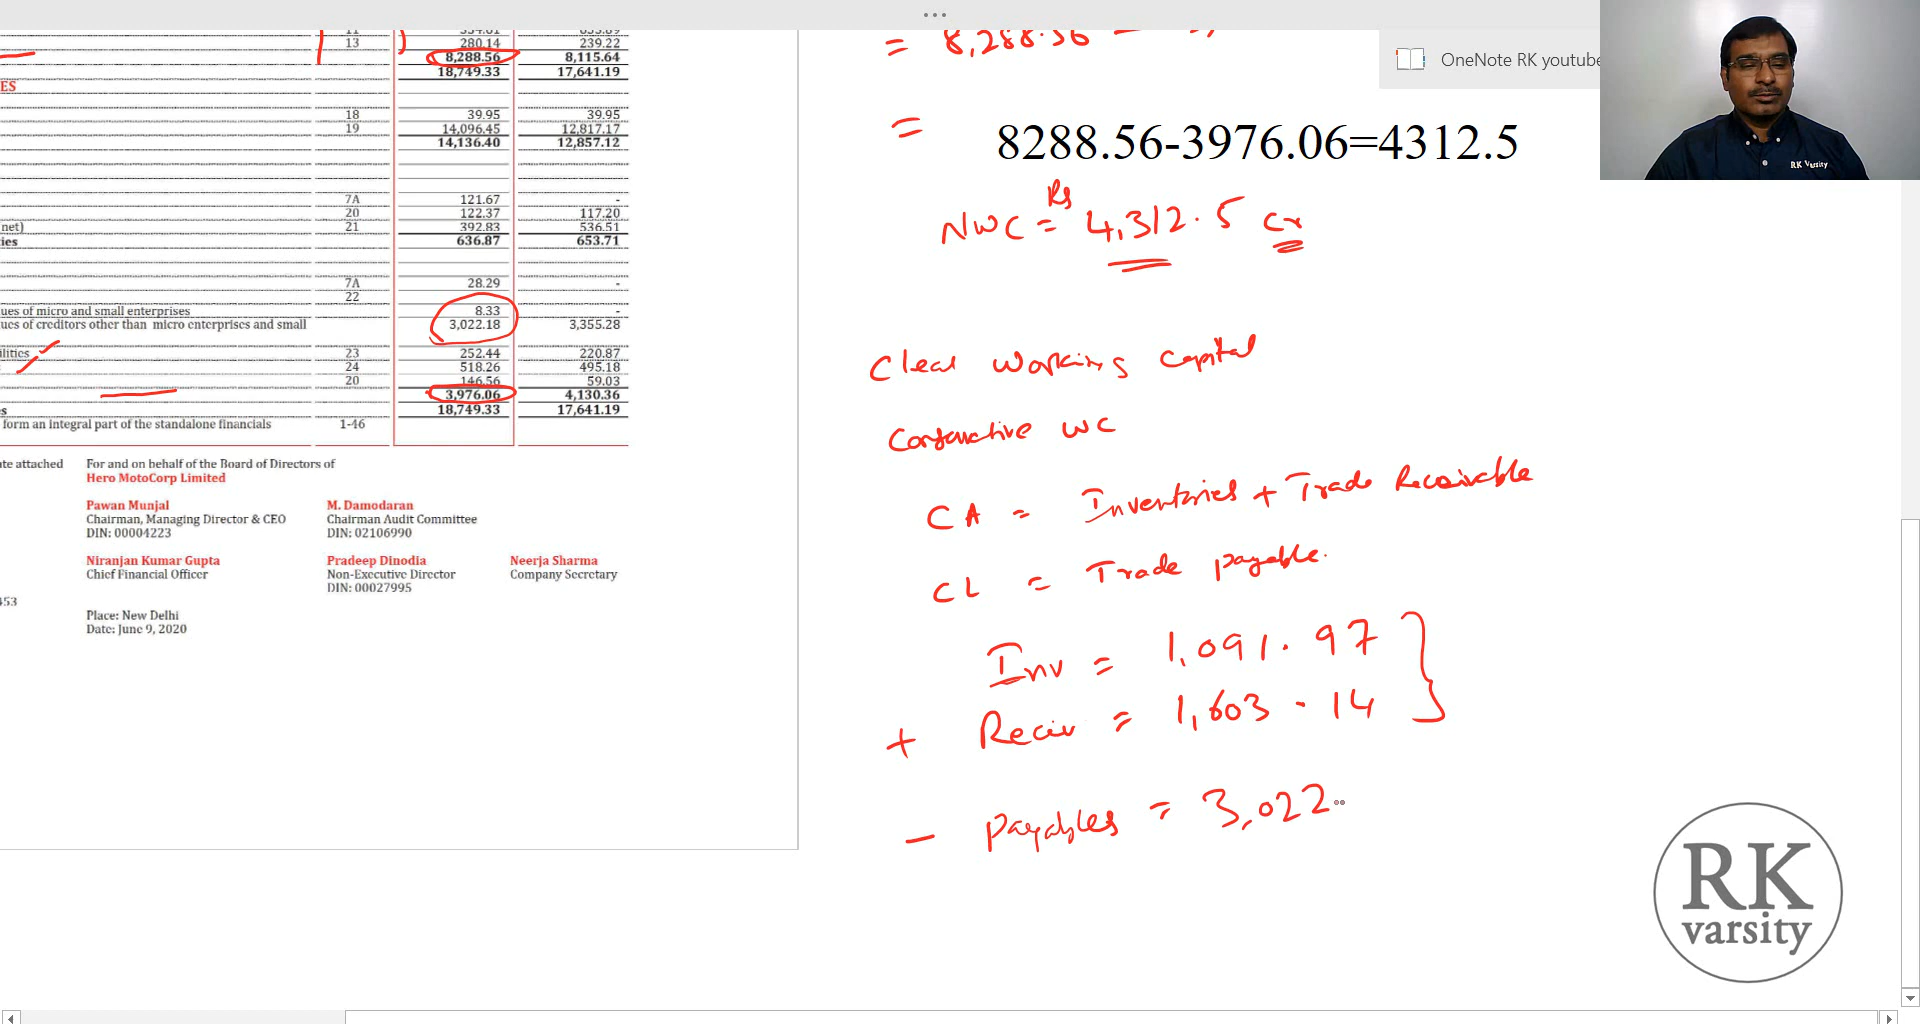 13 280.14 239.22
8,288.56 8,115.64
18,749.33 17,641.19
ES
18 39.95 39.95
19 14,096.45 12,817.17
14,136.40 12,857.12
7A 121.67 -
20 122.37 117.20
net) 21 392.83 536.51
ies 636.87 653.71
7A 28.29 -
22
ues of micro and small enterprises 8.33 -
ues of creditors other than micro enterprises and small 3,022.18 3,355.28
lities 23 252.44 220.87
24 518.26 495.18
20 146.56 59.03
3,976.06 4,130.36
s 18,749.33 17,641.19
form an integral part of the standalone financials 1-46
te attached For and on behalf of the Board of Directors of
Hero MotoCorp Limited
Pawan Munjal M. Damodaran
Chairman, Managing Director & CEO Chairman Audit Committee
DIN: 00004223 DIN: 02106990
Niranjan Kumar Gupta Pradeep Dinodia Neerja Sharma
Chief Financial Officer Non-Executive Director Company Secretary
DIN: 00027995
453
Place: New Delhi
Date: June 9, 2020
= 8,288.56 -
OneNote RK youtube
RK Varsity
= 8288.56-3976.06=4312.5
NWC = Rs 4,312.5 cr
Clear Working Capital
WC
CA = Inventories + Trade Receivable
CL = Trade payable.
Inv = 1,091.97
+ Reciv = 1,603.14
- Payables = 3,022
RK
varsity